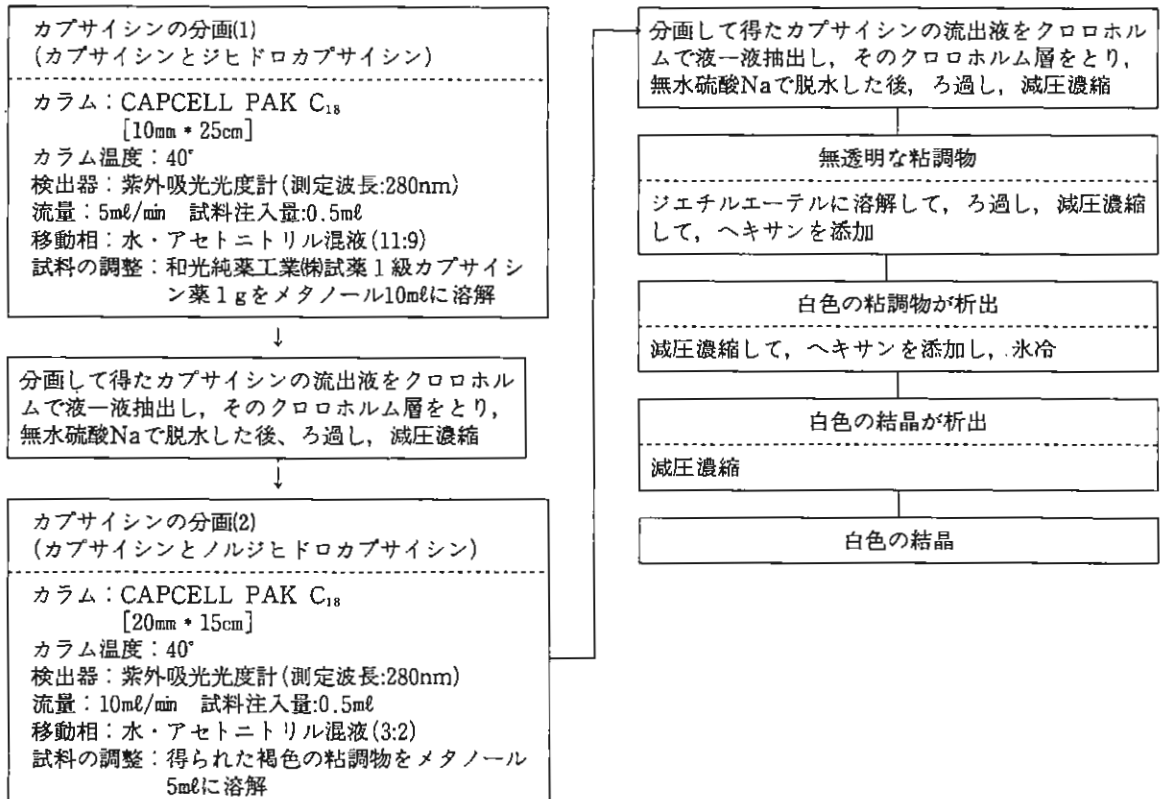 カプサイシンの分画(1)
(カプサイシンとジヒドロカプサイシン)
カラム：CAPCELL PAK C₁₈
[10mm * 25cm]
カラム温度：40°
検出器：紫外吸光光度計(測定波長:280nm)
流量：5mℓ/min 試料注入量:0.5mℓ
移動相：水・アセトニトリル混液(11:9)
試料の調整：和光純薬工業㈱試薬1級カプサイシ
ン薬1gをメタノール10mℓに溶解
↓
分画して得たカプサイシンの流出液をクロロホル
ムで液―液抽出し，そのクロロホルム層をとり，
無水硫酸Naで脱水した後、ろ過し，減圧濃縮
↓
カプサイシンの分画(2)
(カプサイシンとノルジヒドロカプサイシン)
カラム：CAPCELL PAK C₁₈
[20mm * 15cm]
カラム温度：40°
検出器：紫外吸光光度計(測定波長:280nm)
流量：10mℓ/min 試料注入量:0.5mℓ
移動相：水・アセトニトリル混液(3:2)
試料の調整：得られた褐色の粘調物をメタノール
5mℓに溶解
分画して得たカプサイシンの流出液をクロロホル
ムで液―液抽出し，そのクロロホルム層をとり，
無水硫酸Naで脱水した後，ろ過し，減圧濃縮
無透明な粘調物
ジエチルエーテルに溶解して，ろ過し，減圧濃縮
して，ヘキサンを添加
白色の粘調物が析出
減圧濃縮して，ヘキサンを添加し，氷冷
白色の結晶が析出
減圧濃縮
白色の結晶